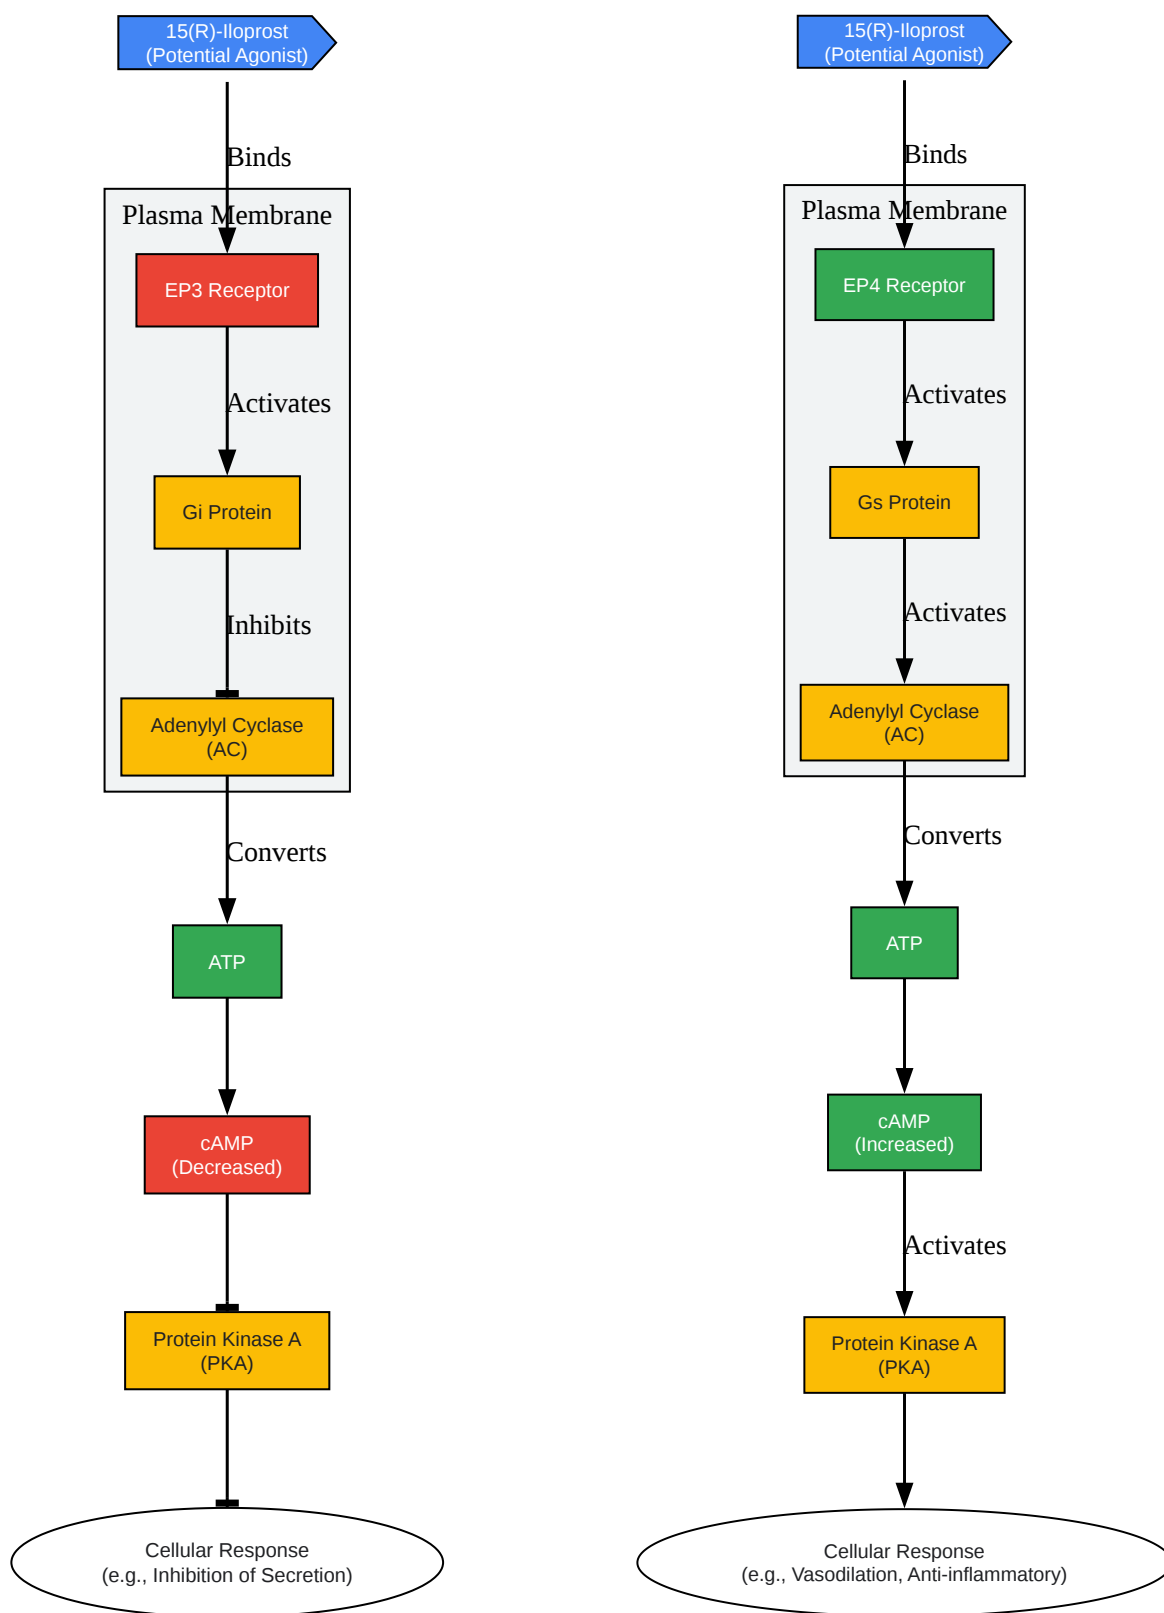 15(R)-Iloprost
(Potential Agonist)
Binds
Plasma Membrane
EP3 Receptor
Activates
Gi Protein
Inhibits
Adenylyl Cyclase
(AC)
Converts
ATP
cAMP
(Decreased)
Protein Kinase A
(PKA)
Cellular Response
(e.g., Inhibition of Secretion)
15(R)-Iloprost
(Potential Agonist)
Binds
Plasma Membrane
EP4 Receptor
Activates
Gs Protein
Activates
Adenylyl Cyclase
(AC)
Converts
ATP
cAMP
(Increased)
Activates
Protein Kinase A
(PKA)
Cellular Response
(e.g., Vasodilation, Anti-inflammatory)